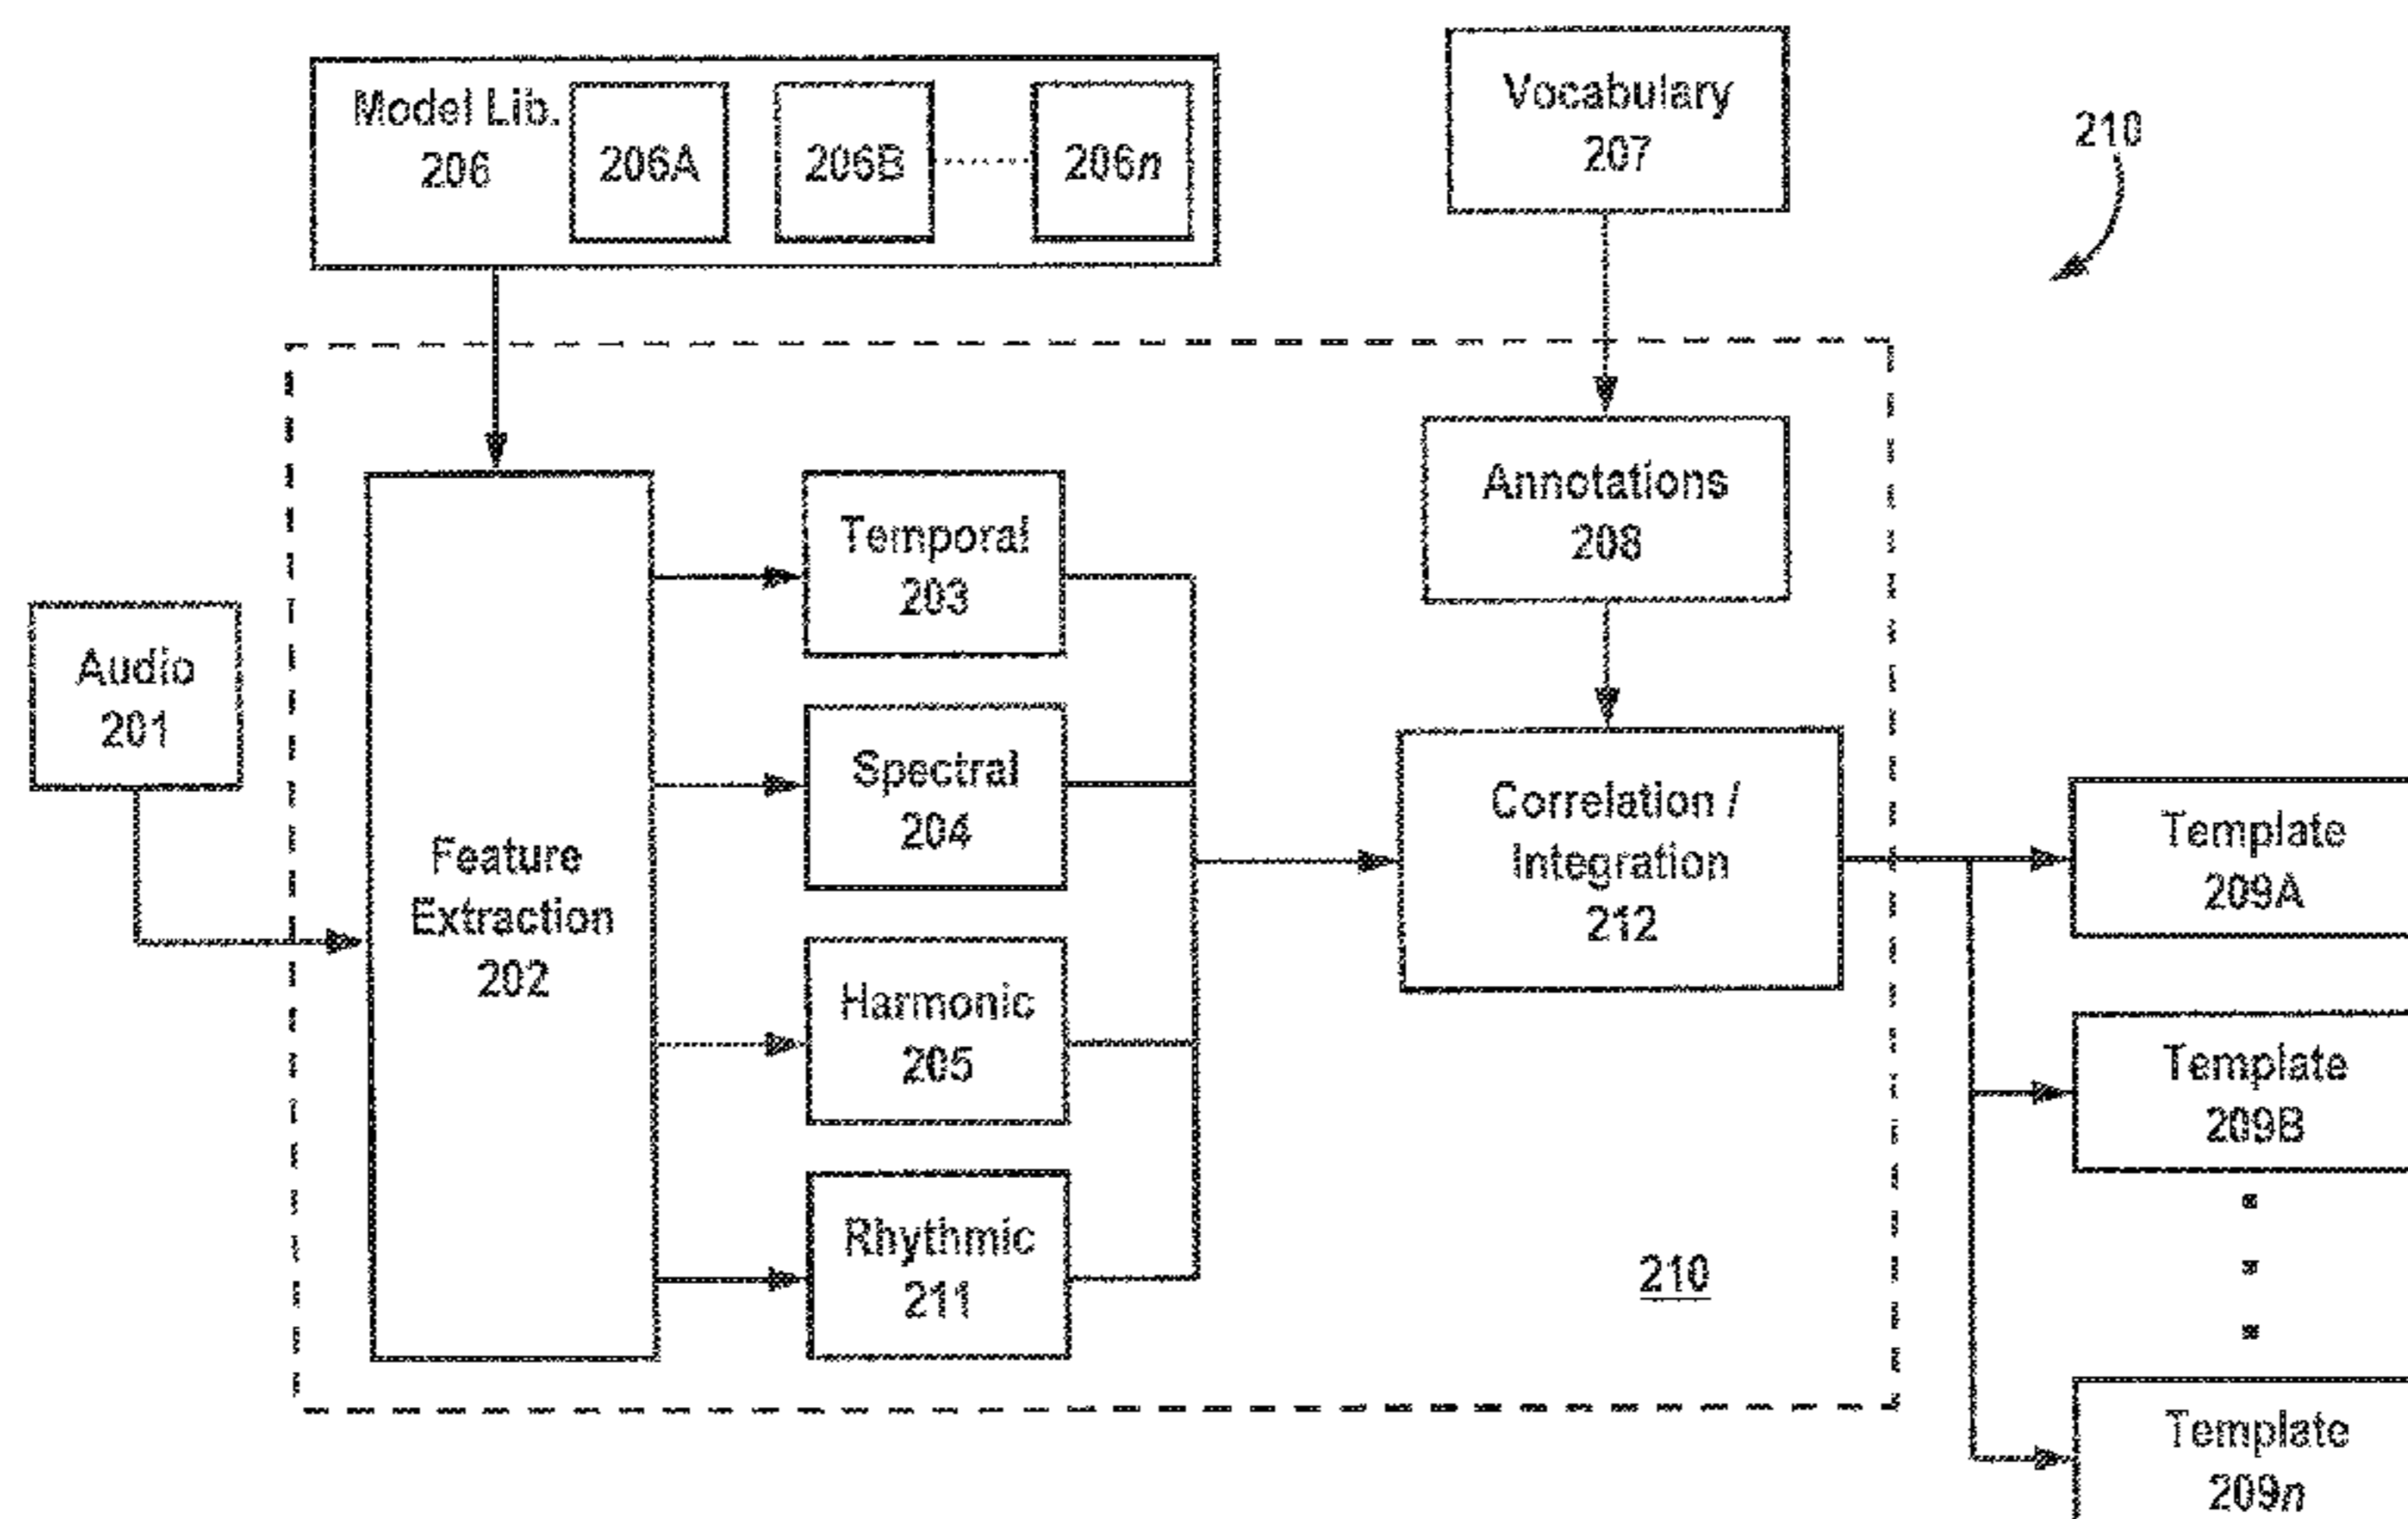 Model Lib.
206
206A
206B
206n
Vocabulary
207
210
Annotations
208
Temporal
203
Audio
201
Spectral
204
Feature
Extraction
202
Correlation /
Integration
212
Template
209A
Harmonic
205
Template
209B
Rhythmic
211
210
Template
209n